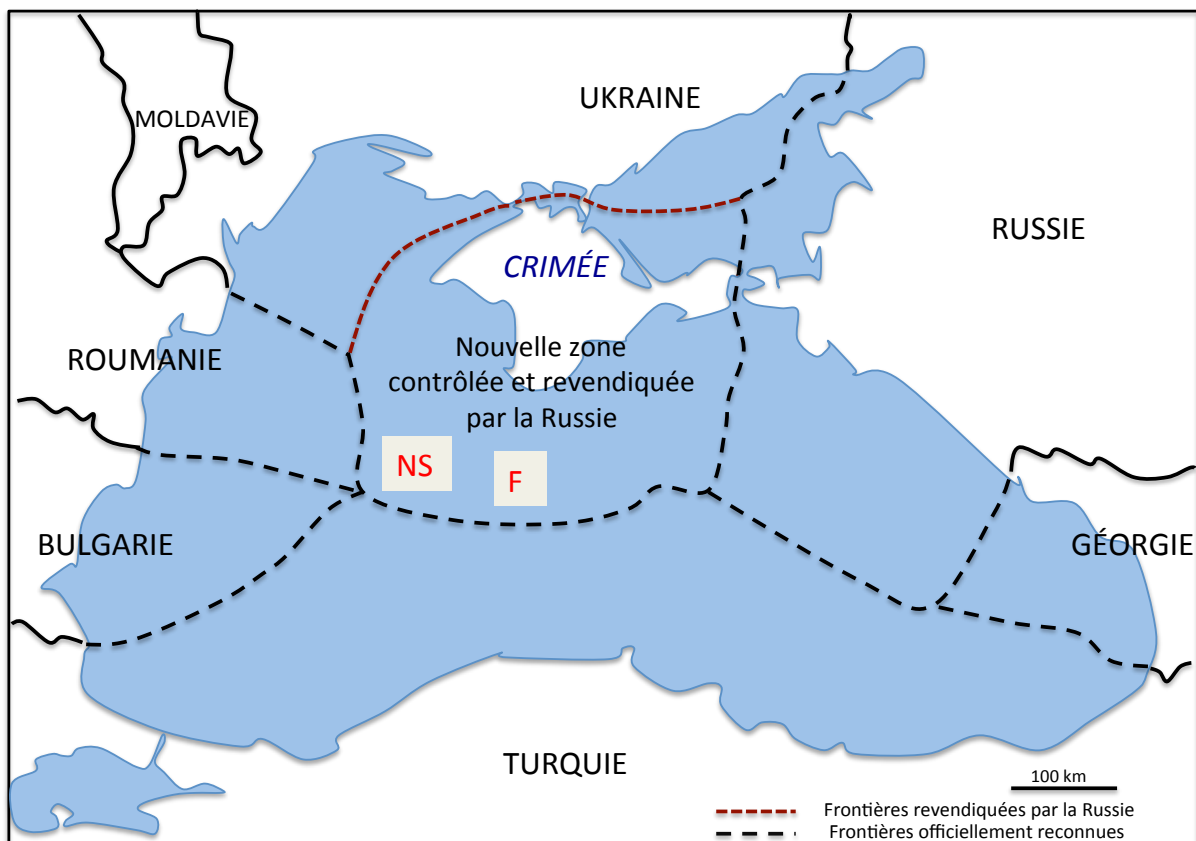 UKRAINE
MOLDAVIE
RUSSIE
CRIMÉE
ROUMANIE
Nouvelle zone
contrôlée et revendiquée
par la Russie
NS
F
BULGARIE
GÉORGIE
TURQUIE
100 km
Frontières revendiquées par la Russie
Frontières officiellement reconnues